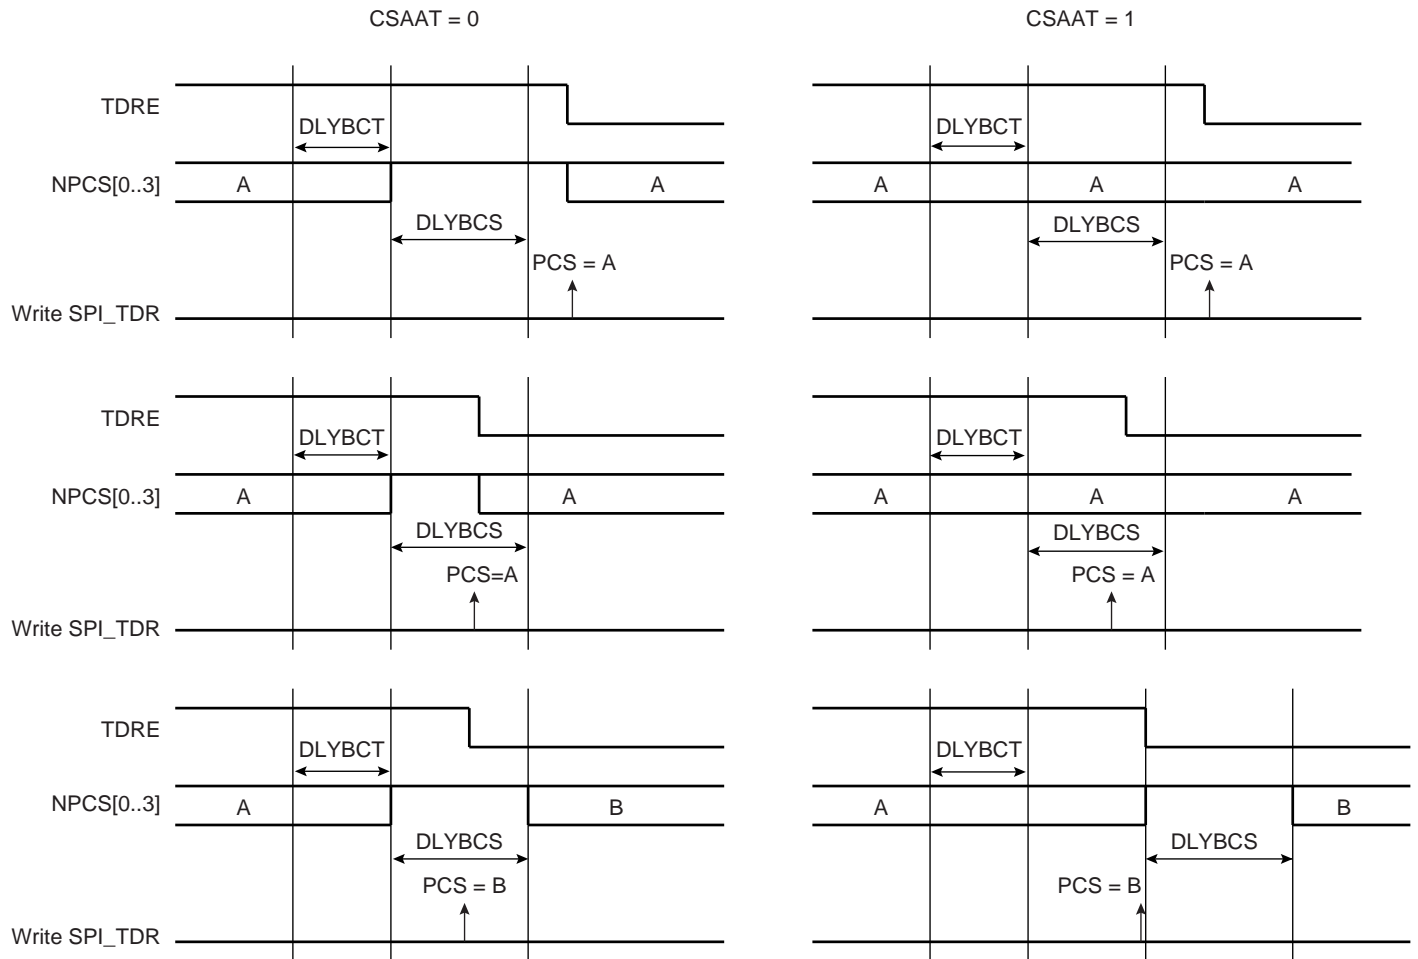 CSAAT = 0 CSAAT = 1
TDRE
DLYBCT DLYBCT
NPCS[0..3] A A A A A
DLYBCS DLYBCS
PCS = A PCS = A
Write SPI_TDR
TDRE
DLYBCT DLYBCT
NPCS[0..3] A A A A A
DLYBCS DLYBCS
PCS=A PCS = A
Write SPI_TDR
TDRE
DLYBCT DLYBCT
NPCS[0..3] A B A B
DLYBCS DLYBCS
PCS = B PCS = B
Write SPI_TDR